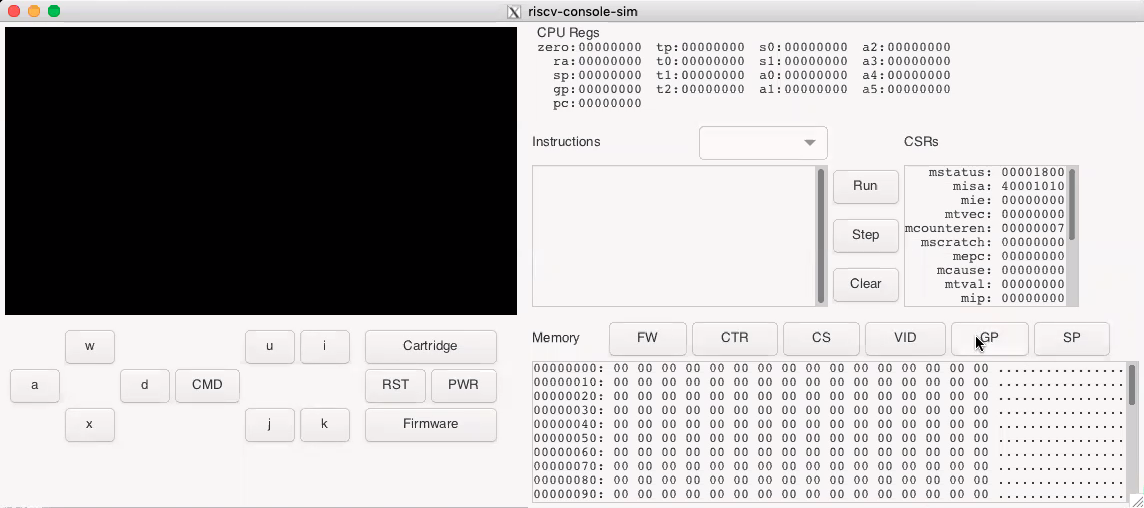 riscv-console-sim
CPU Regs
zero:00000000 tp:00000000 s0:00000000 a2:00000000
ra:00000000 t0:00000000 s1:00000000 a3:00000000
sp:00000000 t1:00000000 a0:00000000 a4:00000000
gp:00000000 t2:00000000 a1:00000000 a5:00000000
pc:00000000
Instructions
CSRs
Run
Step
Clear
mstatus: 00001800
misa: 40001010
mie: 00000000
mtvec: 00000000
mcounteren: 00000007
mscratch: 00000000
mepc: 00000000
mcause: 00000000
mtval: 00000000
mip: 00000000
w
u i
Cartridge
a d CMD
RST PWR
x
j k
Firmware
Memory FW CTR CS VID GP SP
00000000: 00 00 00 00 00 00 00 00 00 00 00 00 00 00 00 00 ................
00000010: 00 00 00 00 00 00 00 00 00 00 00 00 00 00 00 00 ................
00000020: 00 00 00 00 00 00 00 00 00 00 00 00 00 00 00 00 ................
00000030: 00 00 00 00 00 00 00 00 00 00 00 00 00 00 00 00 ................
00000040: 00 00 00 00 00 00 00 00 00 00 00 00 00 00 00 00 ................
00000050: 00 00 00 00 00 00 00 00 00 00 00 00 00 00 00 00 ................
00000060: 00 00 00 00 00 00 00 00 00 00 00 00 00 00 00 00 ................
00000070: 00 00 00 00 00 00 00 00 00 00 00 00 00 00 00 00 ................
00000080: 00 00 00 00 00 00 00 00 00 00 00 00 00 00 00 00 ................
00000090: 00 00 00 00 00 00 00 00 00 00 00 00 00 00 00 00 ................